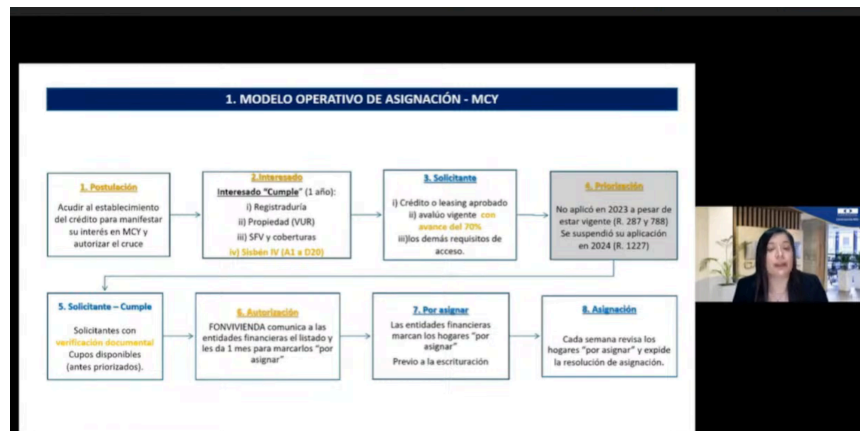 1. MODELO OPERATIVO DE ASIGNACIÓN - MCY
1. Postulación
Acudir al establecimiento
del crédito para manifestar
su interés en MCY y
autorizar el cruce
2.Interesado
Interesado "Cumple" (1 año):
i) Registraduría
ii) Propiedad (VUR)
iii) SFV y coberturas
iv) Sisbén IV (A1 a D20)
3. Solicitante
i) Crédito o leasing aprobado
ii) avalúo vigente con
avance del 70%
iii)los demás requisitos de
acceso.
4. Priorización
No aplicó en 2023 a pesar de
estar vigente (R. 287 y 788)
Se suspendió su aplicación
en 2024 (R. 1227)
5. Solicitante – Cumple
Solicitantes con
verificación documental
Cupos disponibles
(antes priorizados).
6. Autorización
FONVIVIENDA comunica a las
entidades financieras el listado y
les da 1 mes para marcarlos "por
asignar"
7. Por asignar
Las entidades financieras
marcan los hogares "por
asignar"
Previo a la escrituración
8. Asignación
Cada semana revisa los
hogares "por asignar" y expide
la resolución de asignación.